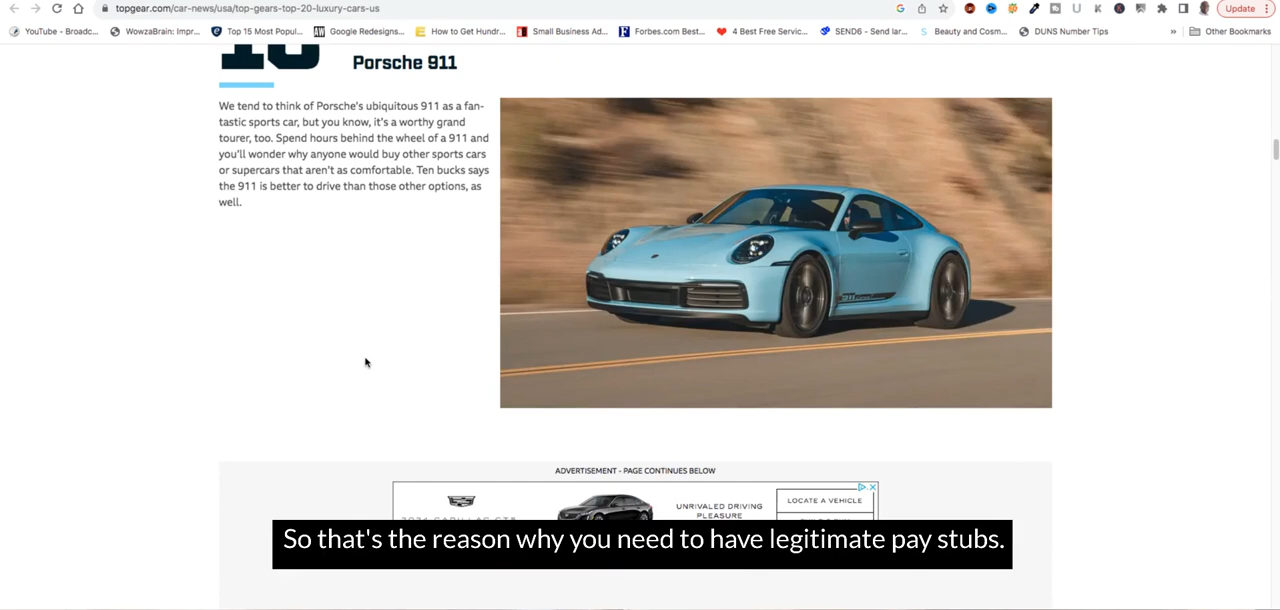 topgear.com/car-news/usa/top-gears-top-20-luxury-cars-us
Update
YouTube - Broadc...
WowzaBrain: Impr...
Top 15 Most Popul...
Google Redesigns...
How to Get Hundr...
Small Business Ad...
Forbes.com Best...
4 Best Free Servic...
SEND6 - Send lar...
Beauty and Cosm...
DUNS Number Tips
»
Other Bookmarks
Porsche 911
We tend to think of Porsche's ubiquitous 911 as a fan-
tastic sports car, but you know, it's a worthy grand
tourer, too. Spend hours behind the wheel of a 911 and
you'll wonder why anyone would buy other sports cars
or supercars that aren't as comfortable. Ten bucks says
the 911 is better to drive than those other options, as
well.
ADVERTISEMENT - PAGE CONTINUES BELOW
UNRIVALED DRIVING
PLEASURE
LOCATE A VEHICLE
So that's the reason why you need to have legitimate pay stubs.